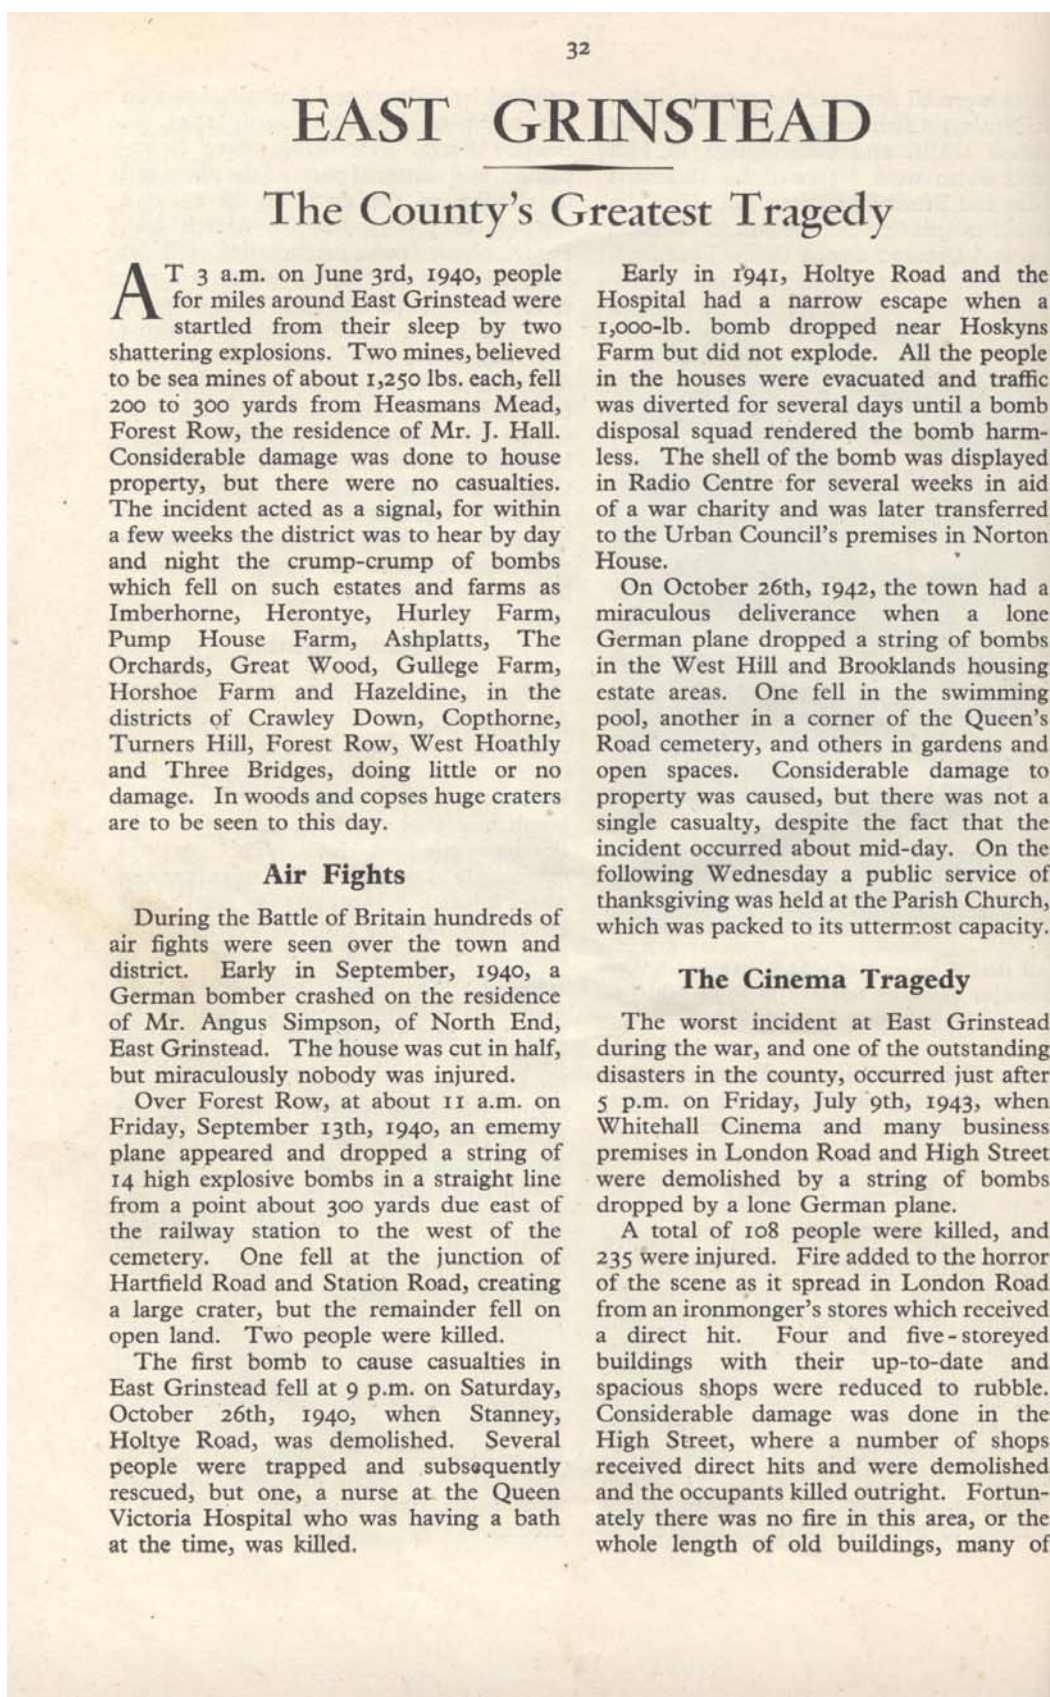 32
EAST GRINSTEAD
The County's Greatest Tragedy
AT 3 a.m. on June 3rd, 1940, people
for miles around East Grinstead were
startled from their sleep by two
shattering explosions. Two mines, believed
to be sea mines of about 1,250 lbs. each, fell
200 to 300 yards from Heasmans Mead,
Forest Row, the residence of Mr. J. Hall.
Considerable damage was done to house
property, but there were no casualties.
The incident acted as a signal, for within
a few weeks the district was to hear by day
and night the crump-crump of bombs
which fell on such estates and farms as
Imberhorne, Herontye, Hurley Farm,
Pump House Farm, Ashplatts, The
Orchards, Great Wood, Gullege Farm,
Horshoe Farm and Hazeldine, in the
districts of Crawley Down, Copthorne,
Turners Hill, Forest Row, West Hoathly
and Three Bridges, doing little or no
damage. In woods and copses huge craters
are to be seen to this day.
Air Fights
During the Battle of Britain hundreds of
air fights were seen over the town and
district. Early in September, 1940, a
German bomber crashed on the residence
of Mr. Angus Simpson, of North End,
East Grinstead. The house was cut in half,
but miraculously nobody was injured.
Over Forest Row, at about 11 a.m. on
Friday, September 13th, 1940, an ememy
plane appeared and dropped a string of
14 high explosive bombs in a straight line
from a point about 300 yards due east of
the railway station to the west of the
cemetery. One fell at the junction of
Hartfield Road and Station Road, creating
a large crater, but the remainder fell on
open land. Two people were killed.
The first bomb to cause casualties in
East Grinstead fell at 9 p.m. on Saturday,
October 26th, 1940, when Stanney,
Holtye Road, was demolished. Several
people were trapped and subsequently
rescued, but one, a nurse at the Queen
Victoria Hospital who was having a bath
at the time, was killed.
Early in 1941, Holtye Road and the
Hospital had a narrow escape when a
1,000-lb. bomb dropped near Hoskyns
Farm but did not explode. All the people
in the houses were evacuated and traffic
was diverted for several days until a bomb
disposal squad rendered the bomb harm-
less. The shell of the bomb was displayed
in Radio Centre for several weeks in aid
of a war charity and was later transferred
to the Urban Council's premises in Norton
House.
On October 26th, 1942, the town had a
miraculous deliverance when a lone
German plane dropped a string of bombs
in the West Hill and Brooklands housing
estate areas. One fell in the swimming
pool, another in a corner of the Queen's
Road cemetery, and others in gardens and
open spaces. Considerable damage to
property was caused, but there was not a
single casualty, despite the fact that the
incident occurred about mid-day. On the
following Wednesday a public service of
thanksgiving was held at the Parish Church,
which was packed to its uttermost capacity.
The Cinema Tragedy
The worst incident at East Grinstead
during the war, and one of the outstanding
disasters in the county, occurred just after
5 p.m. on Friday, July 9th, 1943, when
Whitehall Cinema and many business
premises in London Road and High Street
were demolished by a string of bombs
dropped by a lone German plane.
A total of 108 people were killed, and
235 were injured. Fire added to the horror
of the scene as it spread in London Road
from an ironmonger's stores which received
a direct hit. Four and five-storeyed
buildings with their up-to-date and
spacious shops were reduced to rubble.
Considerable damage was done in the
High Street, where a number of shops
received direct hits and were demolished
and the occupants killed outright. Fortun-
ately there was no fire in this area, or the
whole length of old buildings, many of